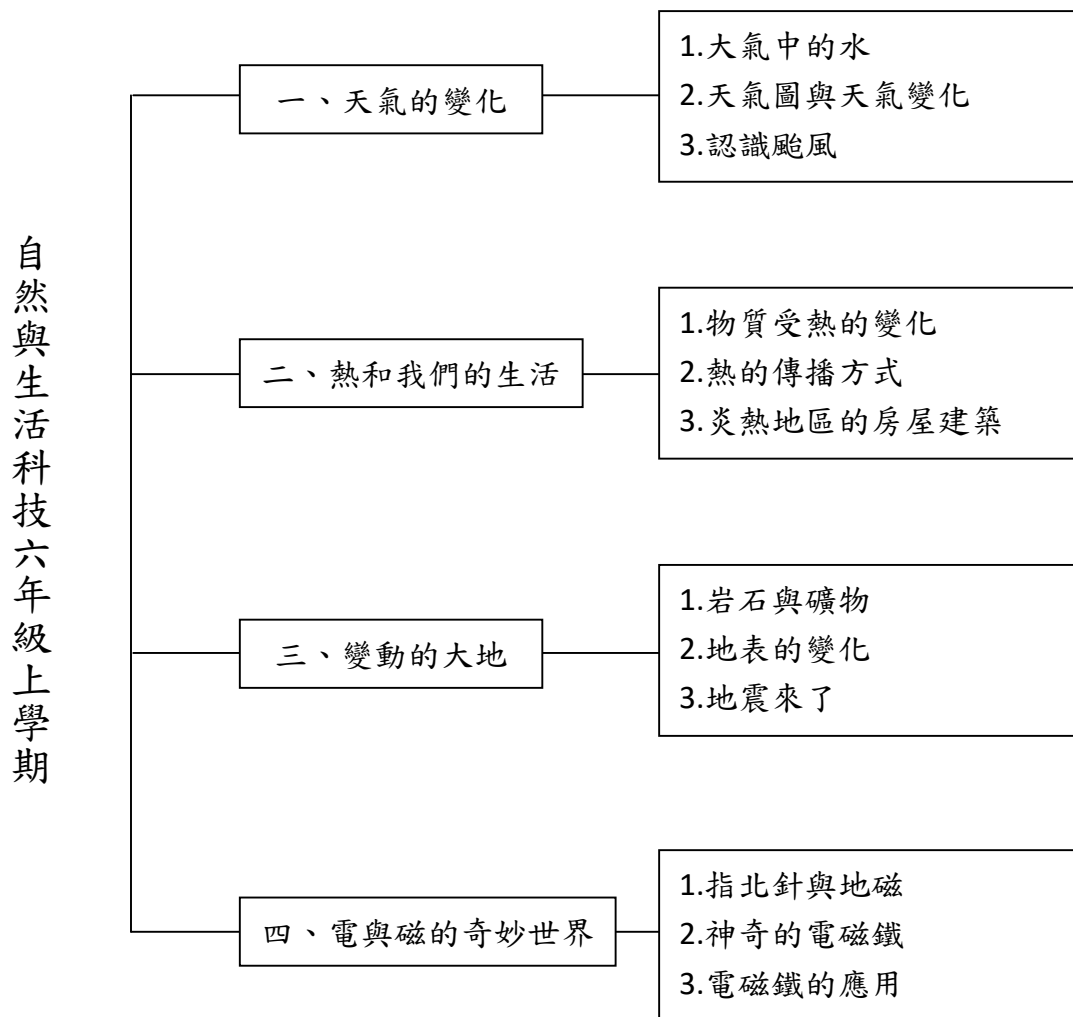 自然與生活科技六年級上學期
一、天氣的變化
1.大氣中的水
2.天氣圖與天氣變化
3.認識颱風
二、熱和我們的生活
1.物質受熱的變化
2.熱的傳播方式
3.炎熱地區的房屋建築
三、變動的大地
1.岩石與礦物
2.地表的變化
3.地震來了
四、電與磁的奇妙世界
1.指北針與地磁
2.神奇的電磁鐵
3.電磁鐵的應用